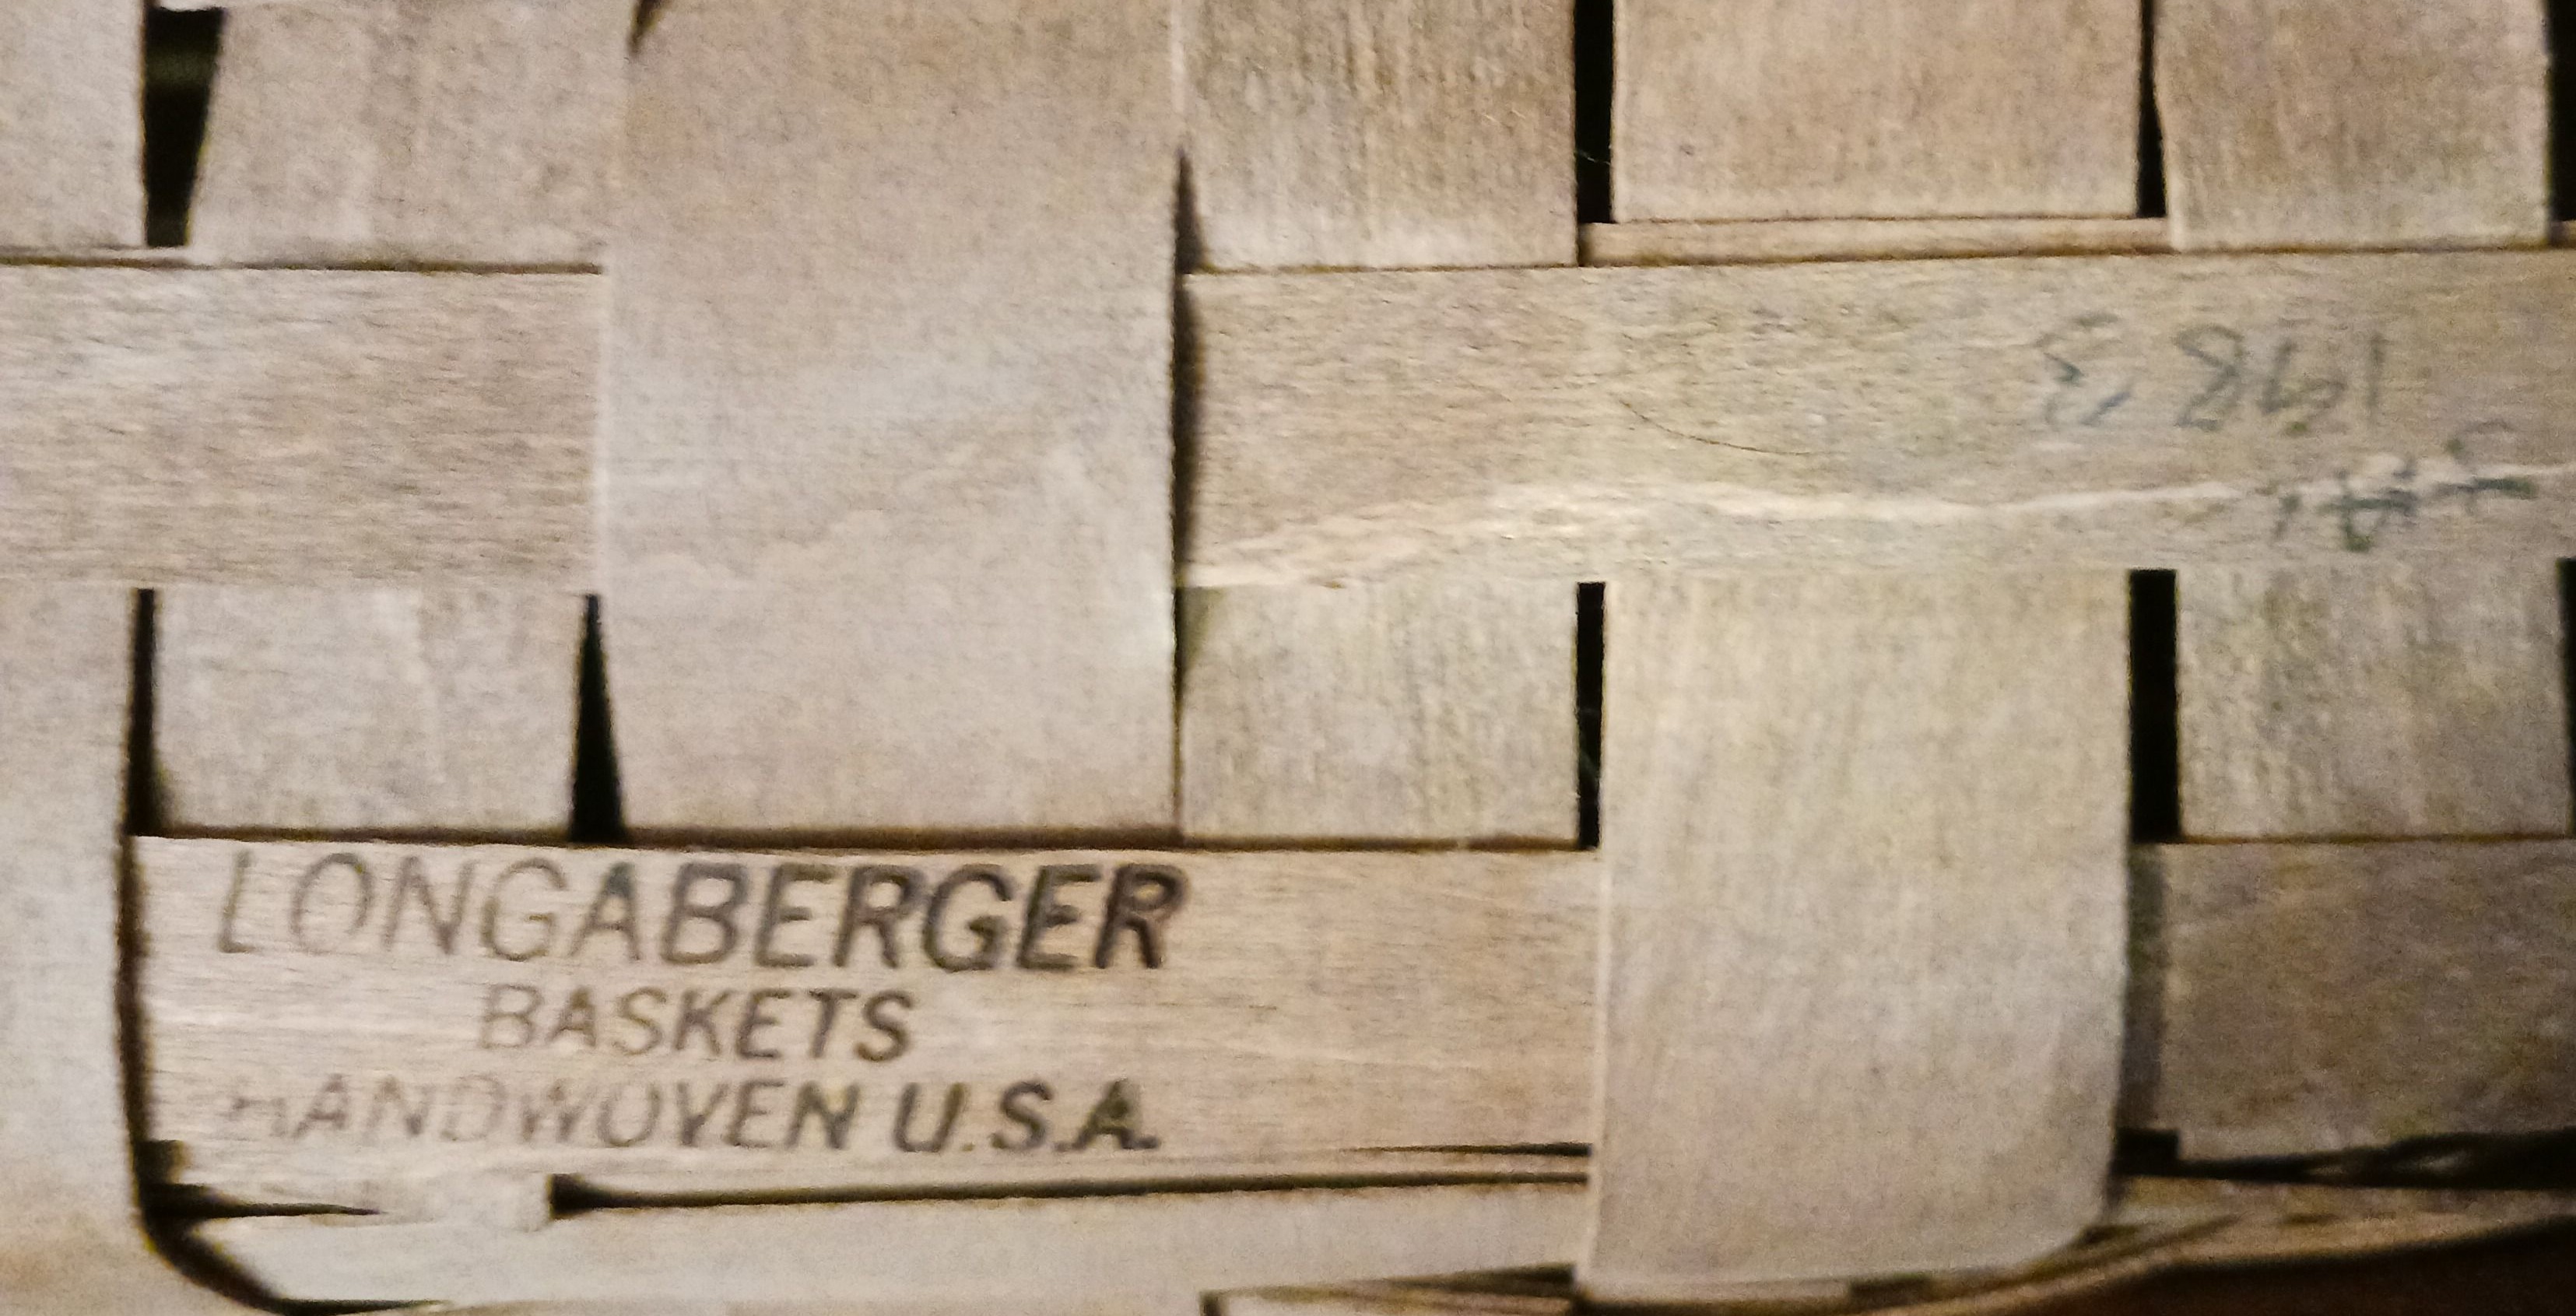 1983
LONGABERGER
BASKETS
HANDWOVEN U.S.A.